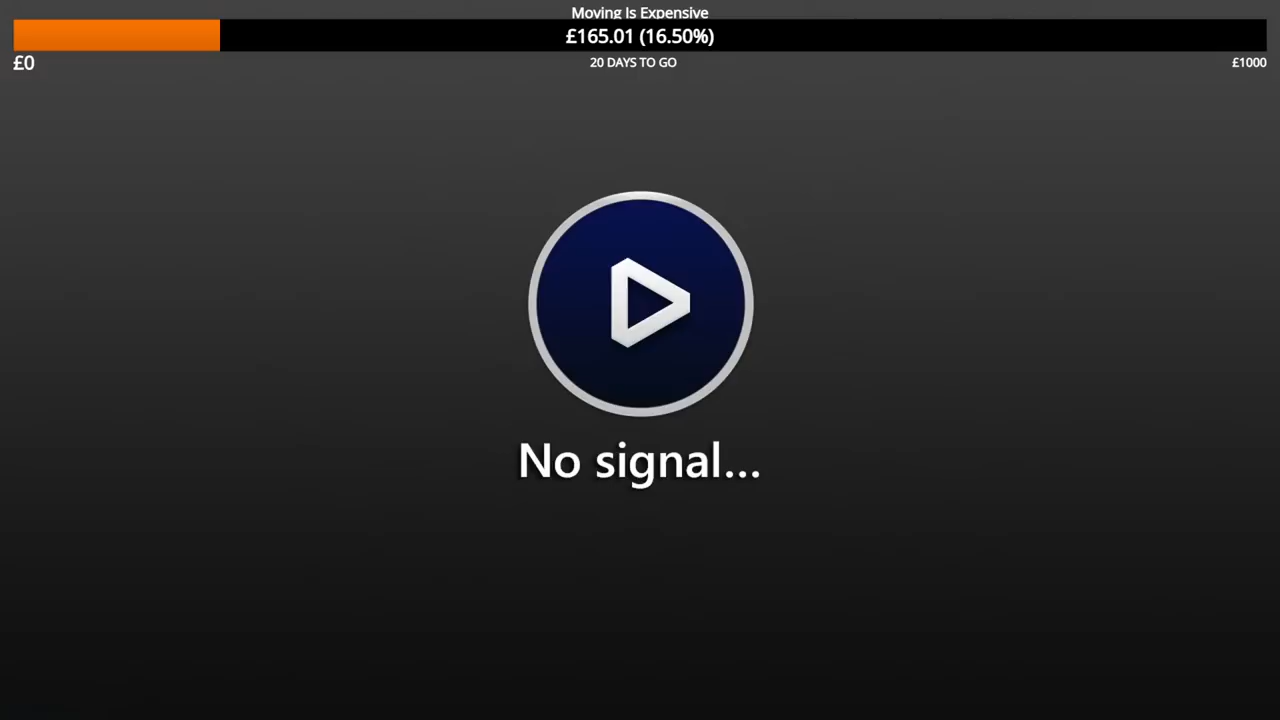 Moving Is Expensive
£165.01 (16.50%)
£0
20 DAYS TO GO
£1000
No signal...